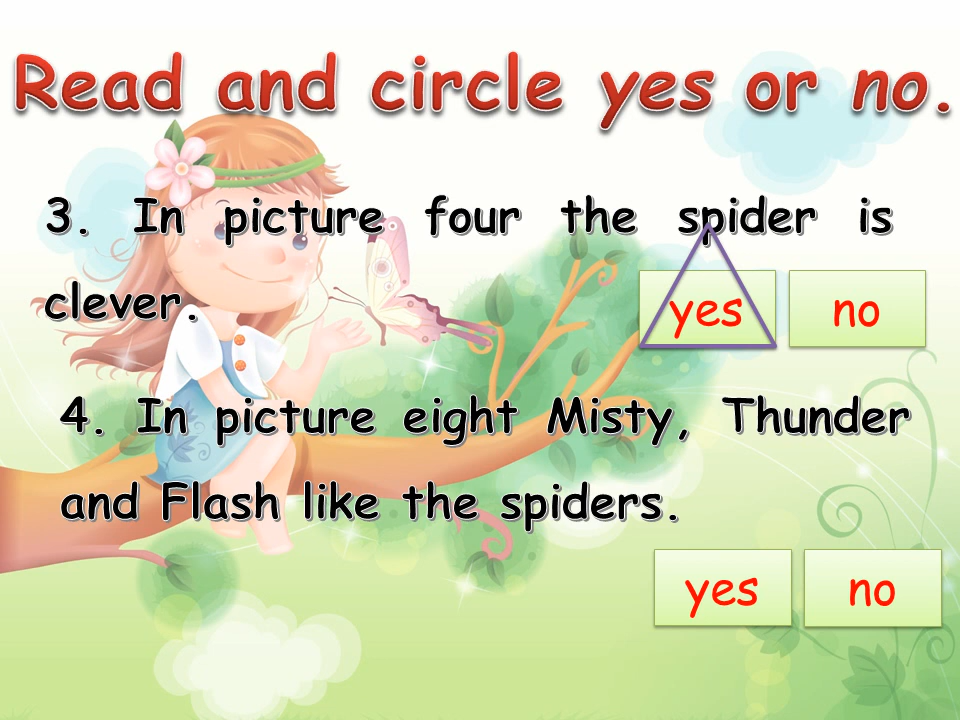 Read and circle yes or no.
3. In picture four the spider is
clever.
yes no
4. In picture eight Misty, Thunder
and Flash like the spiders.
yes no